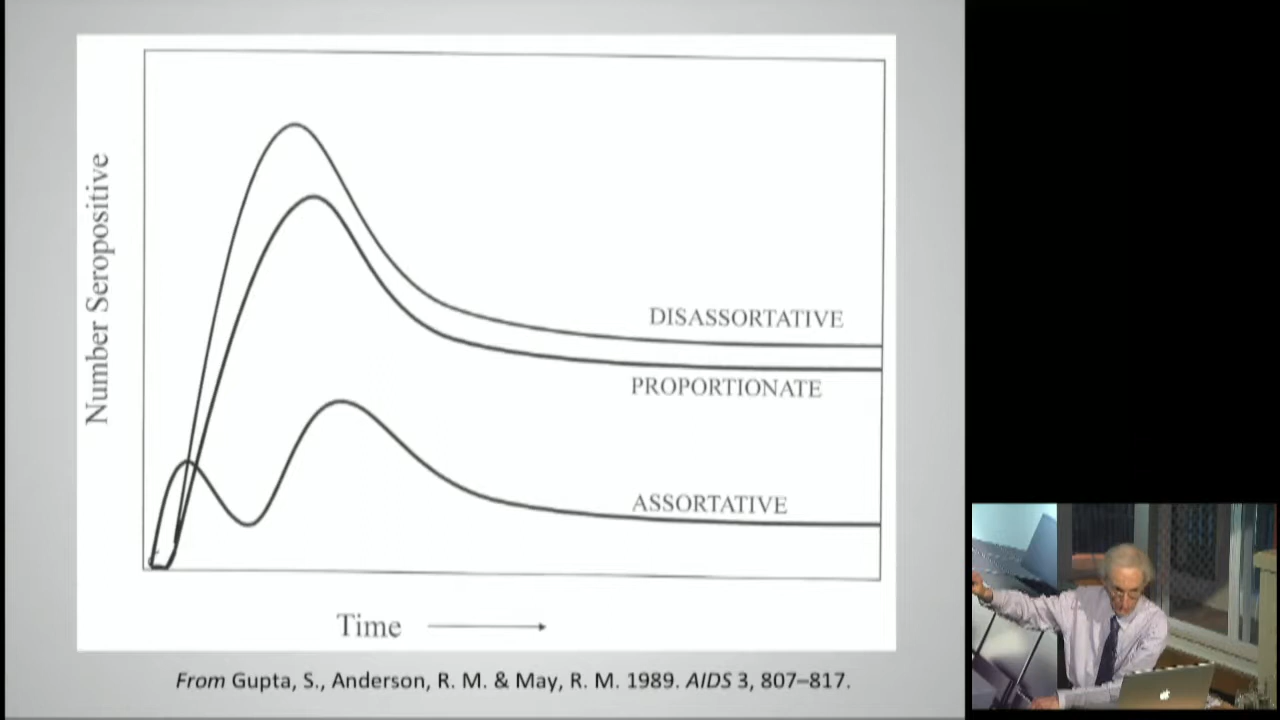 Number Seropositive
DISASSORTATIVE
PROPORTIONATE
ASSORTATIVE
Time
From Gupta, S., Anderson, R. M. & May, R. M. 1989. AIDS 3, 807–817.